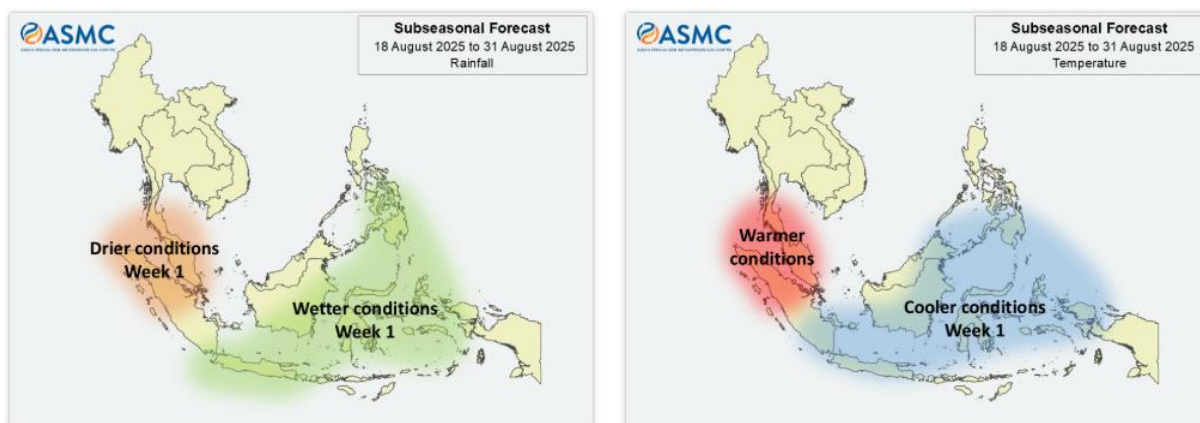 ASMC
Subseasonal Forecast
18 August 2025 to 31 August 2025
Rainfall
Drier conditions
Week 1
Wetter conditions
Week 1
ASMC
Subseasonal Forecast
18 August 2025 to 31 August 2025
Temperature
Warmer
conditions
Cooler conditions
Week 1